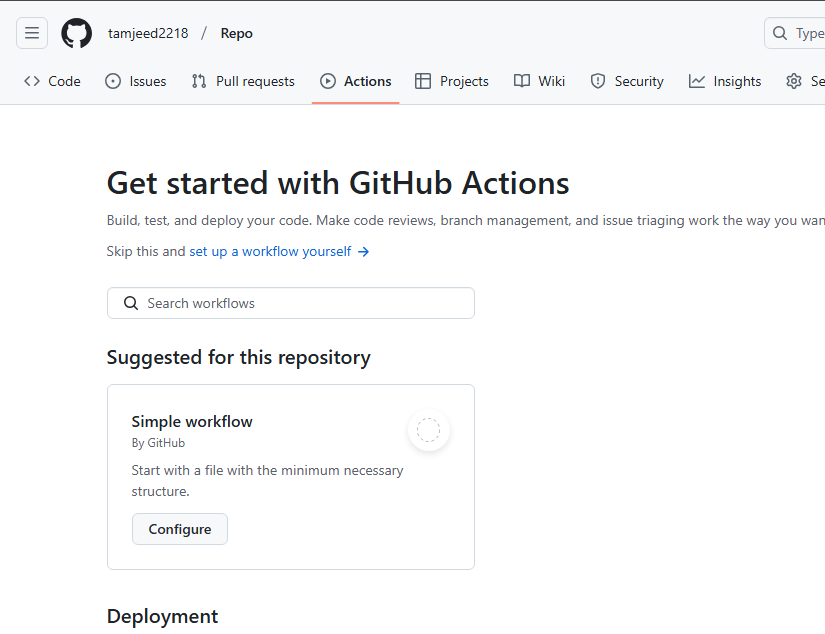 tamjeed2218 / Repo
Type
Code Issues Pull requests Actions Projects Wiki Security Insights Se
Get started with GitHub Actions
Build, test, and deploy your code. Make code reviews, branch management, and issue triaging work the way you wan
Skip this and set up a workflow yourself →
Search workflows
Suggested for this repository
Simple workflow
By GitHub
Start with a file with the minimum necessary
structure.
Configure
Deployment